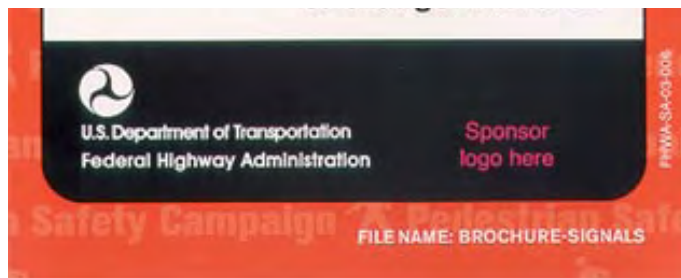 U.S. Department of Transportation
Federal Highway Administration
Sponsor
logo here
FHWA-SA-03-006
Safety Campaign Pedestrian Safe
FILE NAME: BROCHURE-SIGNALS